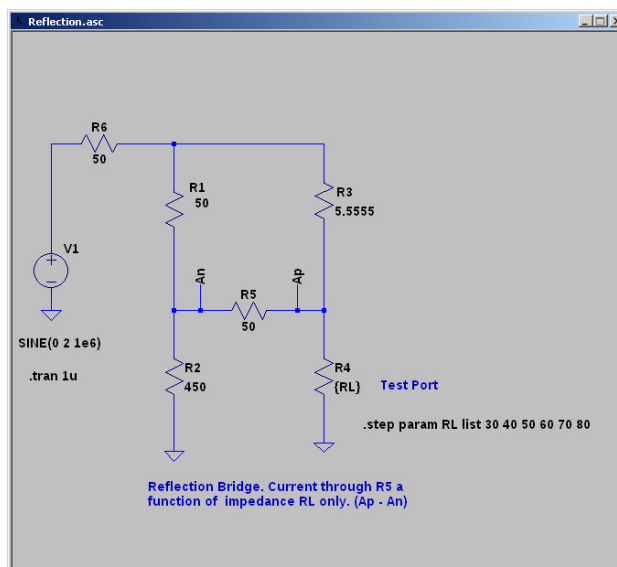 Reflection.asc
R6
50
R1
50
R3
5.5555
V1
An
Ap
R5
50
SINE(0 2 1e6)
.tran 1u
R2
450
R4
{RL}
Test Port
.step param RL list 30 40 50 60 70 80
Reflection Bridge. Current through R5 a
function of impedance RL only. (Ap - An)